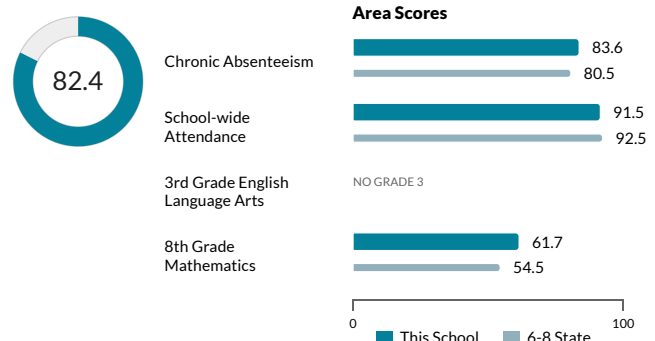 Area Scores
82.4
Chronic Absenteeism
83.6
80.5
School-wide
Attendance
91.5
92.5
3rd Grade English
Language Arts
NO GRADE 3
8th Grade
Mathematics
61.7
54.5
0
100
This School
6-8 State